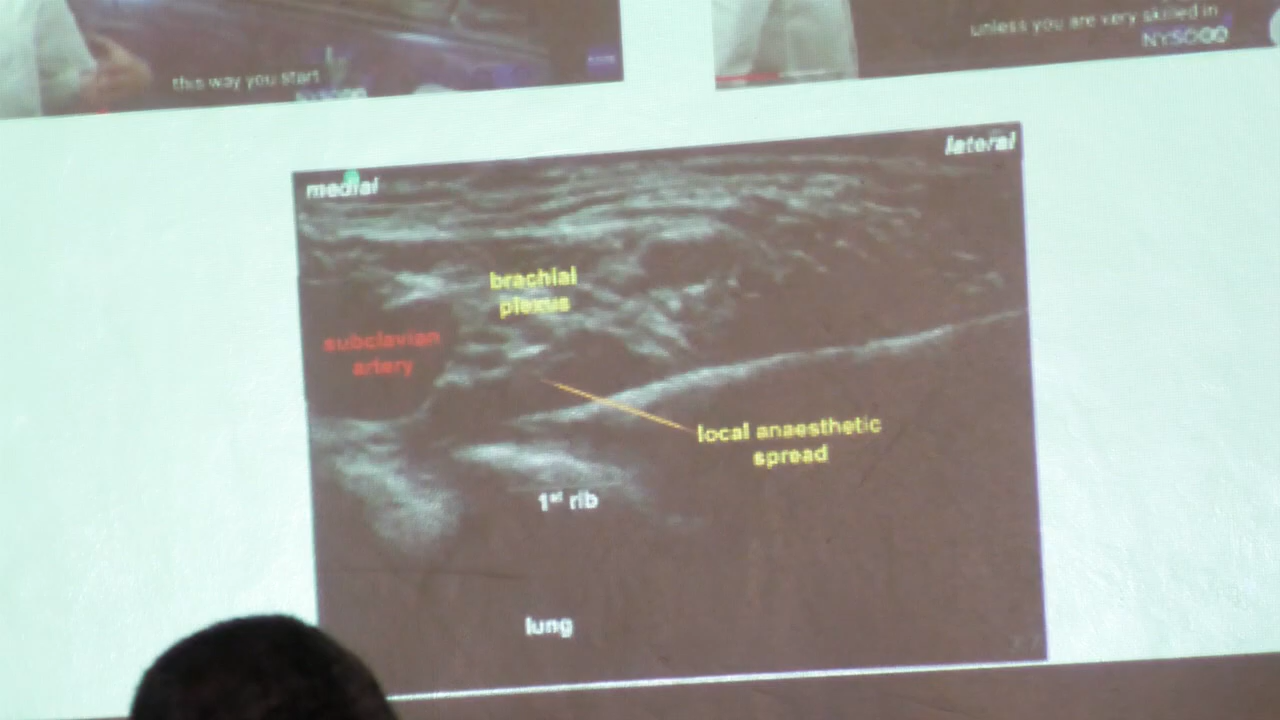 this way you start
unless you are very skilled in
NYSORA
medial
lateral
brachial
plexus
subclavian
artery
local anaesthetic
spread
1st rib
lung